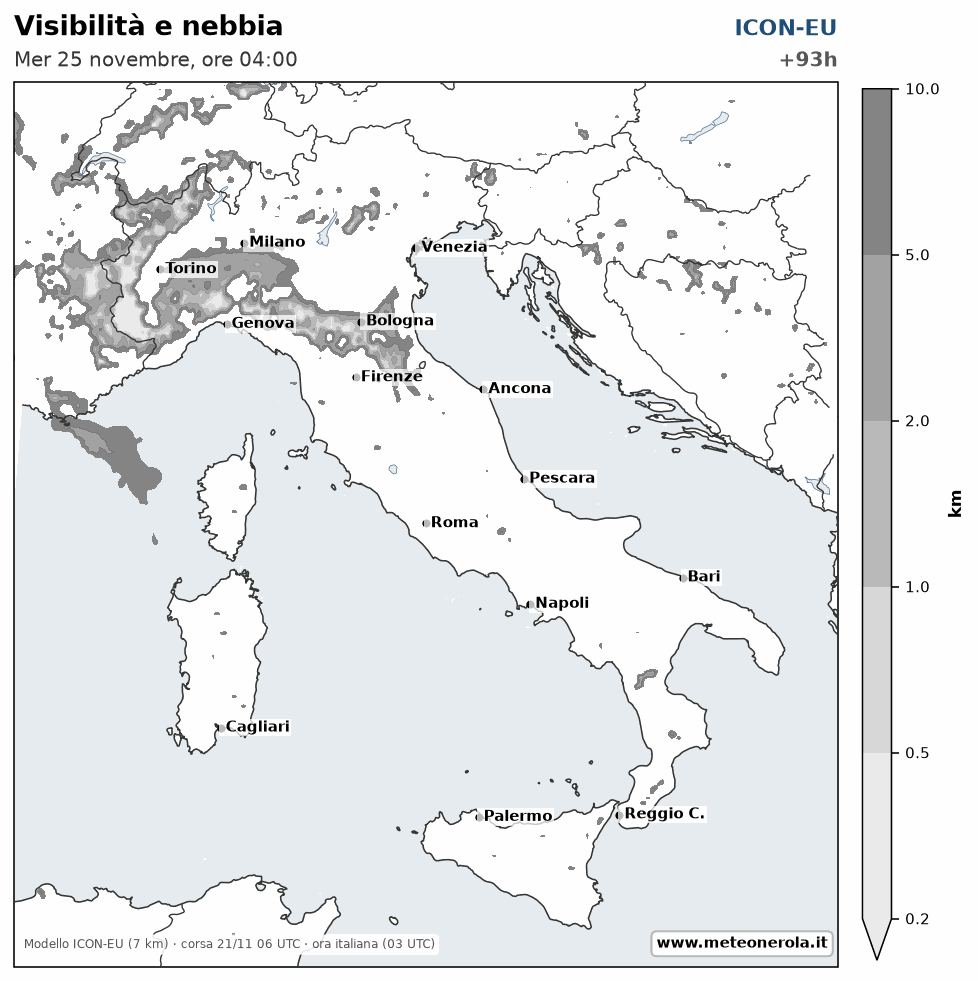 Visibilità e nebbia
ICON-EU
Mer 25 novembre, ore 04:00
+93h
10.0
5.0
2.0
1.0
0.5
0.2
km
Milano
Venezia
Torino
Genova
Bologna
Firenze
Ancona
Pescara
Roma
Bari
Napoli
Cagliari
Palermo
Reggio C.
Modello ICON-EU (7 km) · corsa 21/11 06 UTC · ora italiana (03 UTC)
www.meteonerola.it